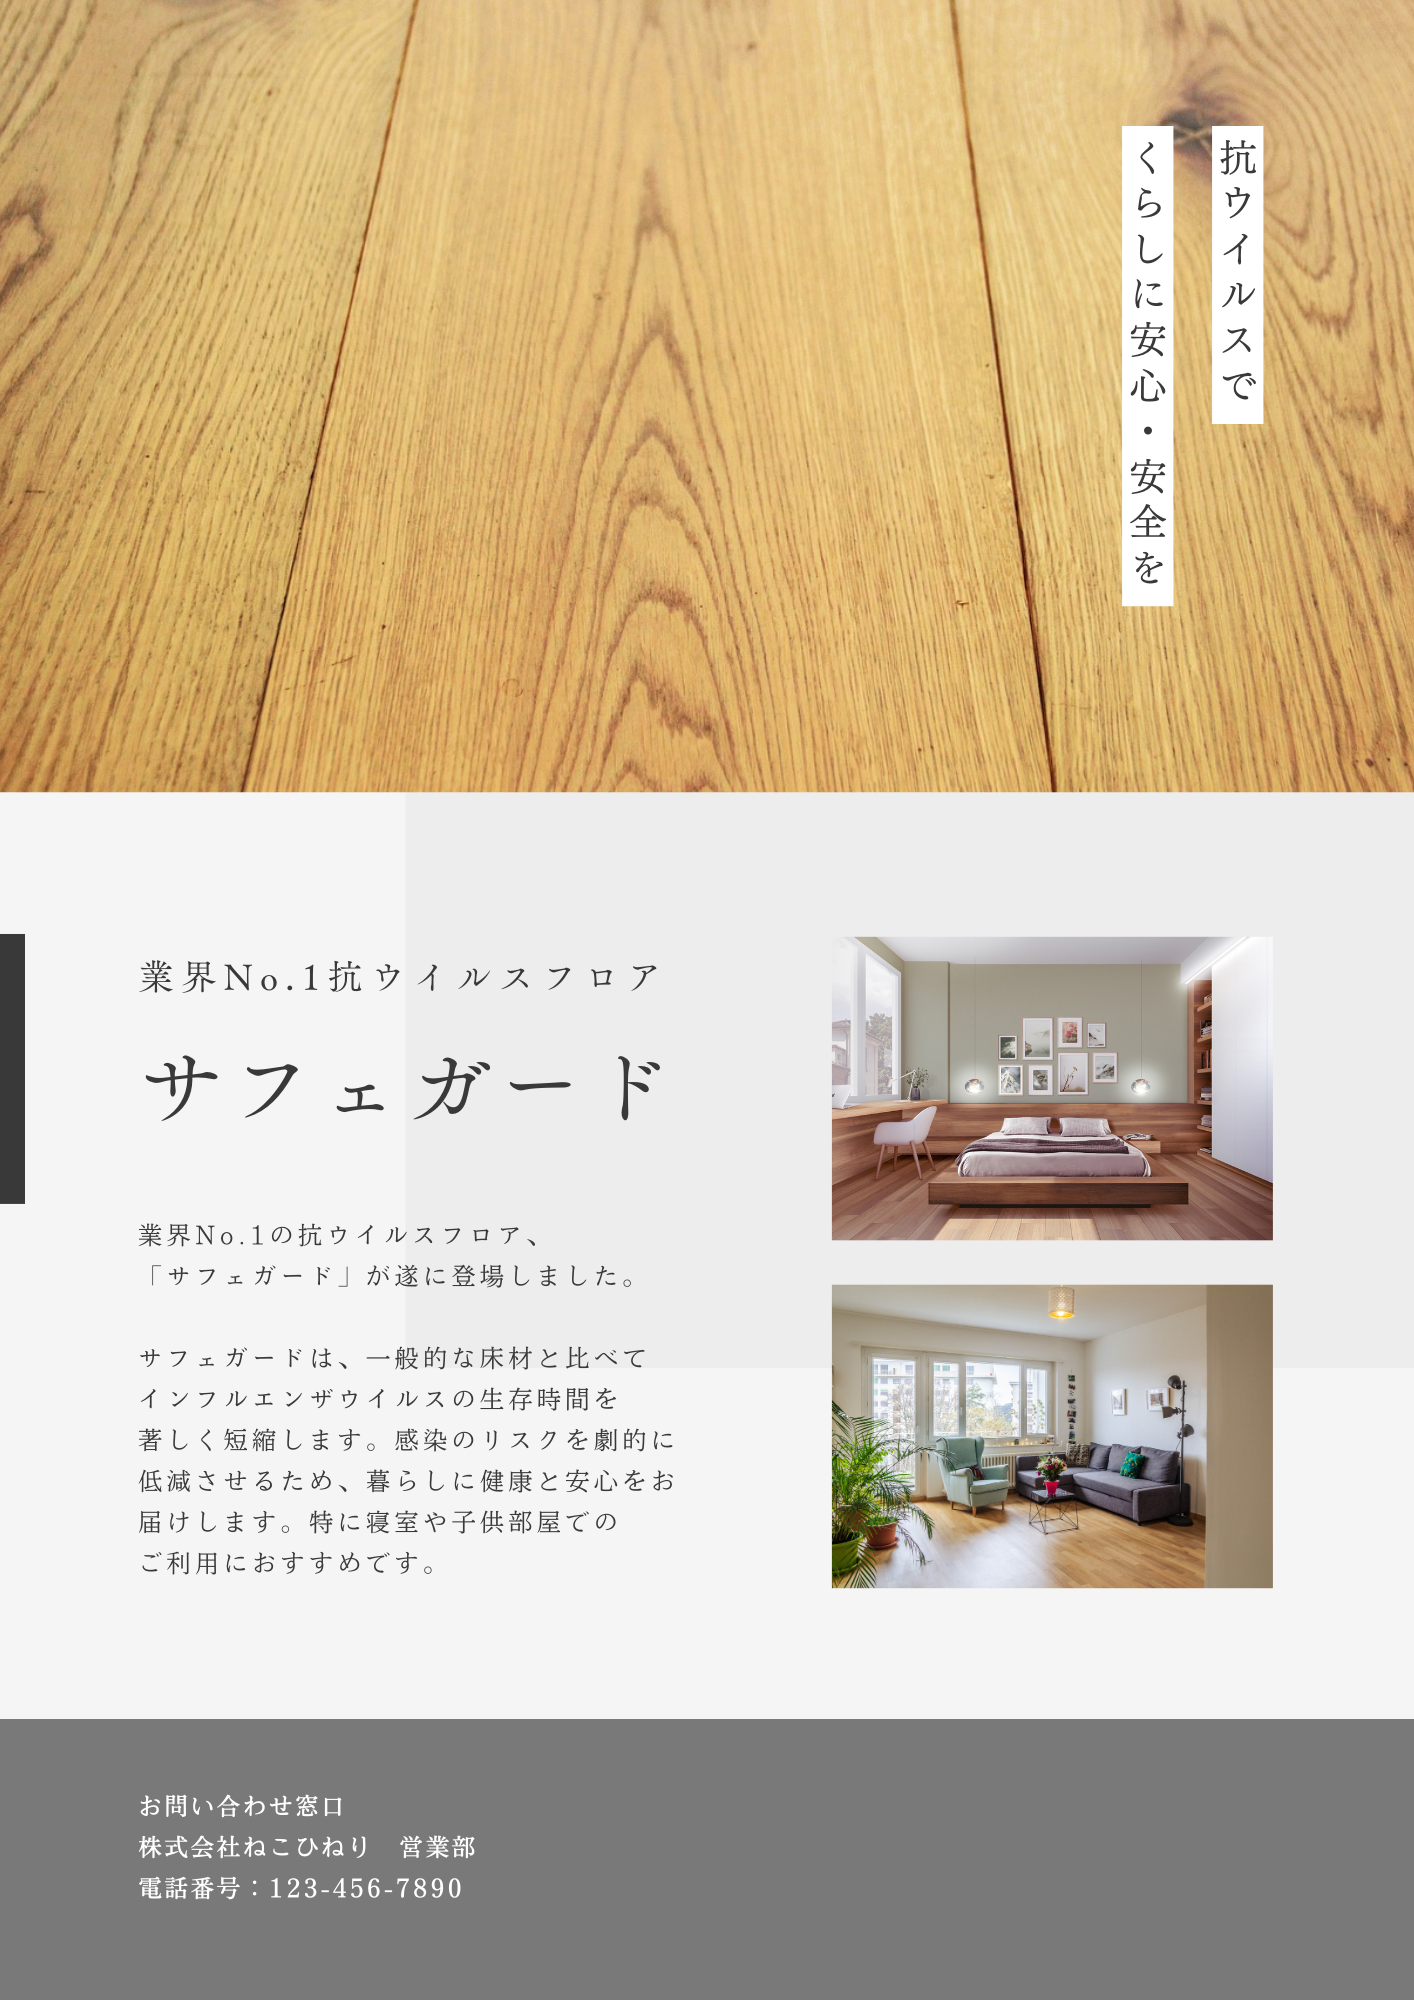 抗ウイルスで
くらしに安心・安全を
業界No.1抗ウイルスフロア
サフェガード
業界No.1の抗ウイルスフロア、
「サフェガード」が遂に登場しました。
サフェガードは、一般的な床材と比べて
インフルエンザウイルスの生存時間を
著しく短縮します。感染のリスクを劇的に
低減させるため、暮らしに健康と安心をお
届けします。特に寝室や子供部屋での
ご利用におすすめです。
お問い合わせ窓口
株式会社ねこひねり　営業部
電話番号：123-456-7890